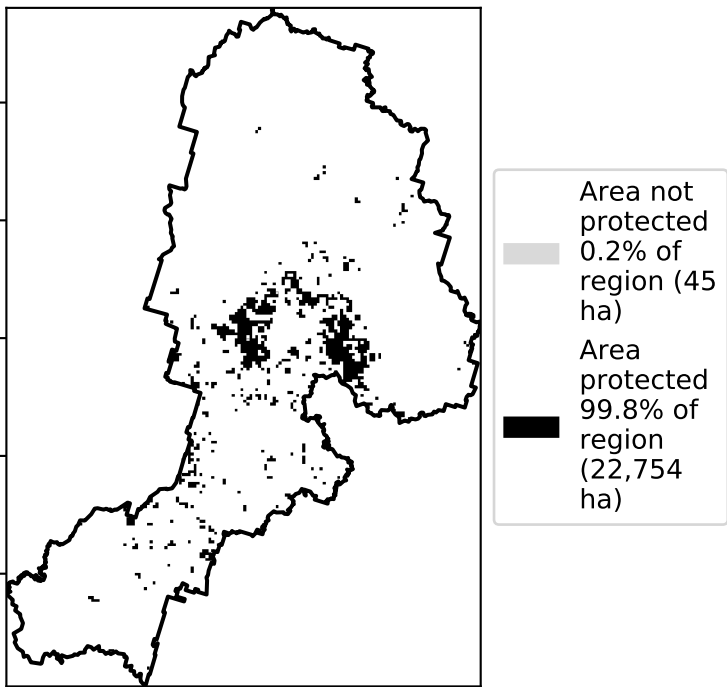 Area not
protected
0.2% of
region (45
ha)
Area
protected
99.8% of
region
(22,754
ha)